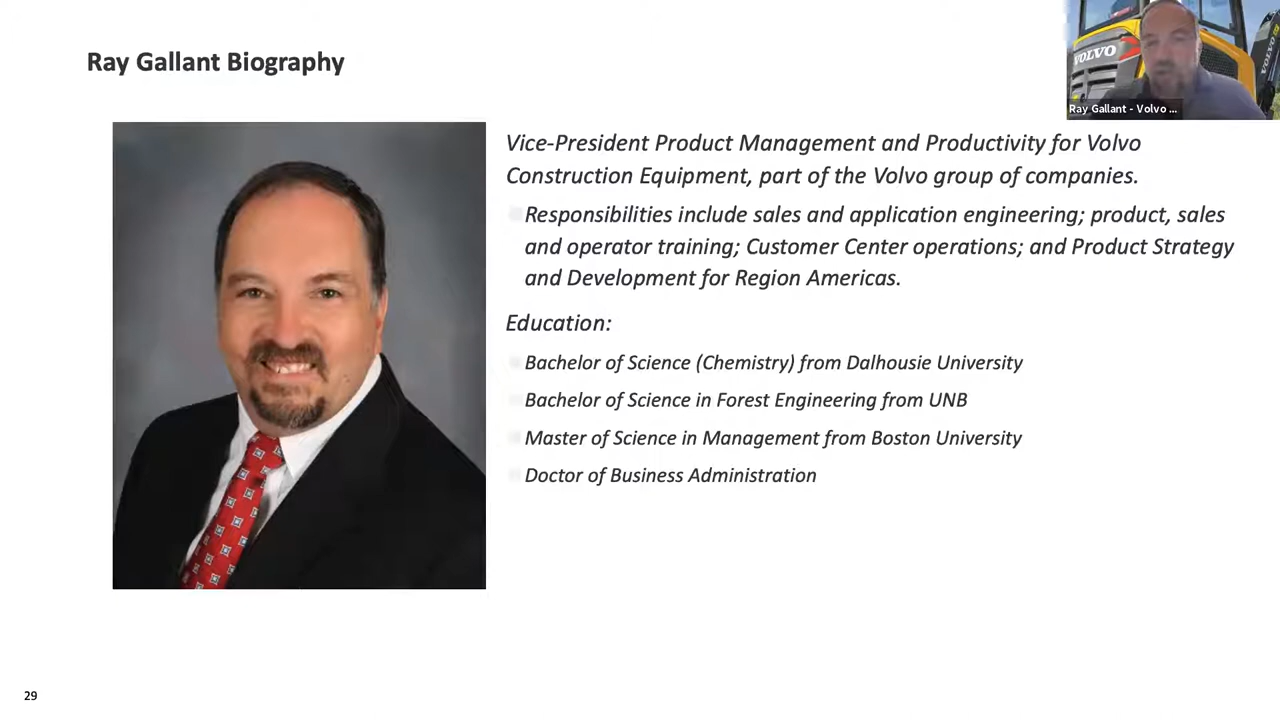 Ray Gallant Biography
VOLVO
VOLVO
Ray Gallant - Volvo ...
Vice-President Product Management and Productivity for Volvo
Construction Equipment, part of the Volvo group of companies.
Responsibilities include sales and application engineering; product, sales
and operator training; Customer Center operations; and Product Strategy
and Development for Region Americas.
Education:
Bachelor of Science (Chemistry) from Dalhousie University
Bachelor of Science in Forest Engineering from UNB
Master of Science in Management from Boston University
Doctor of Business Administration
29